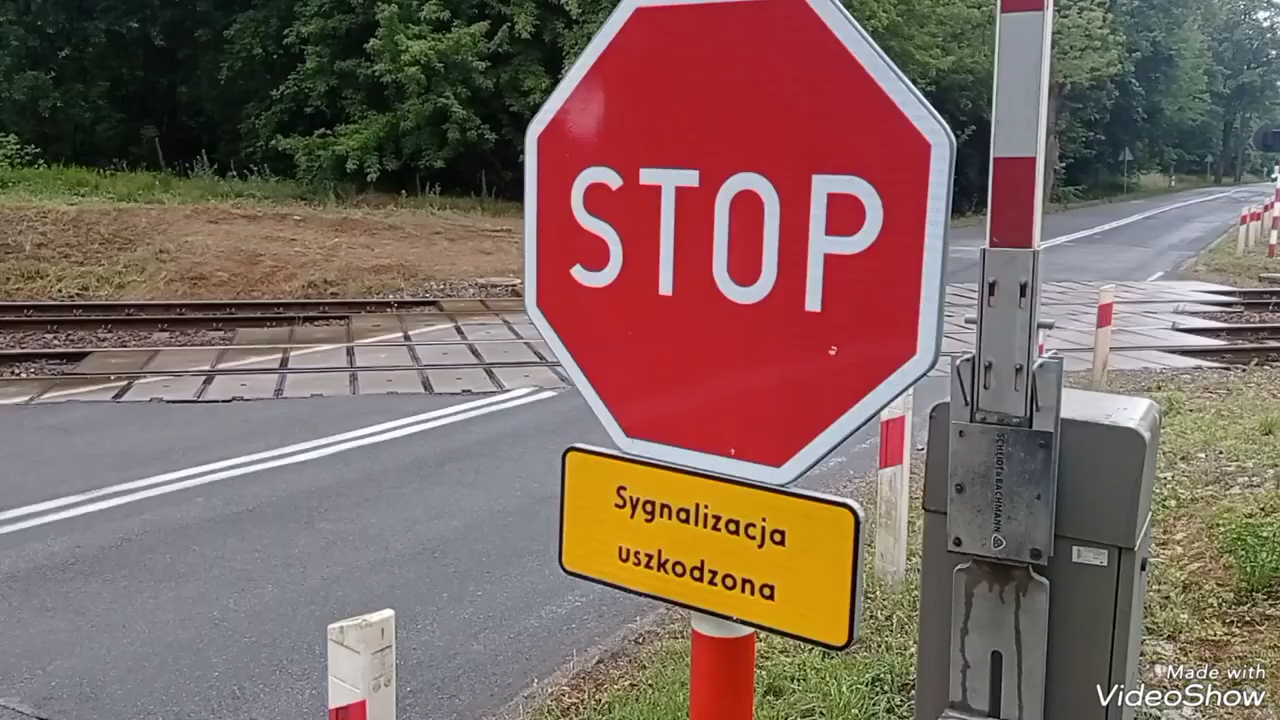 STOP
Sygnalizacja
uszkodzona
SCHEIDT&BACHMANN
Made with
VideoShow